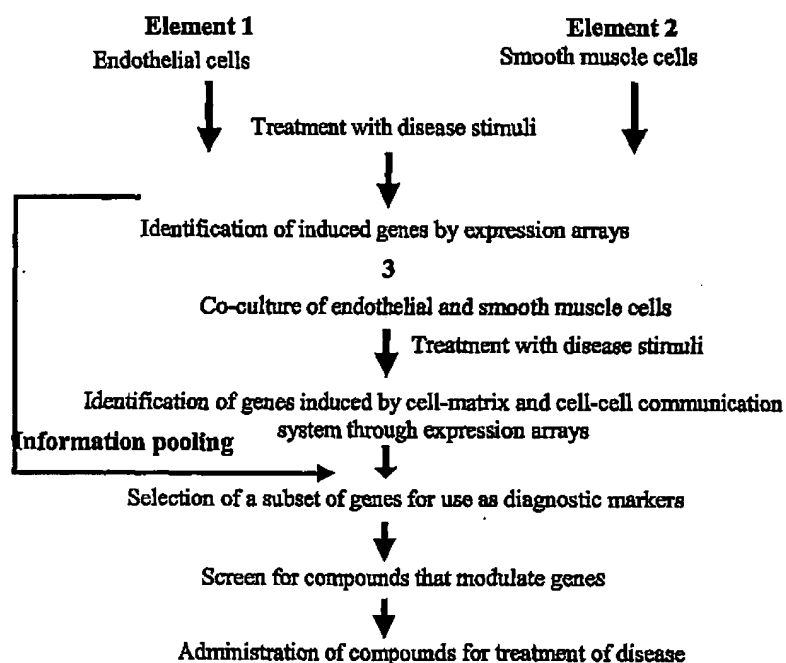 Element 1
Endothelial cells
Element 2
Smooth muscle cells
Treatment with disease stimuli
Identification of induced genes by expression arrays
3
Co-culture of endothelial and smooth muscle cells
Treatment with disease stimuli
Identification of genes induced by cell-matrix and cell-cell communication
system through expression arrays
Information pooling
Selection of a subset of genes for use as diagnostic markers
Screen for compounds that modulate genes
Administration of compounds for treatment of disease